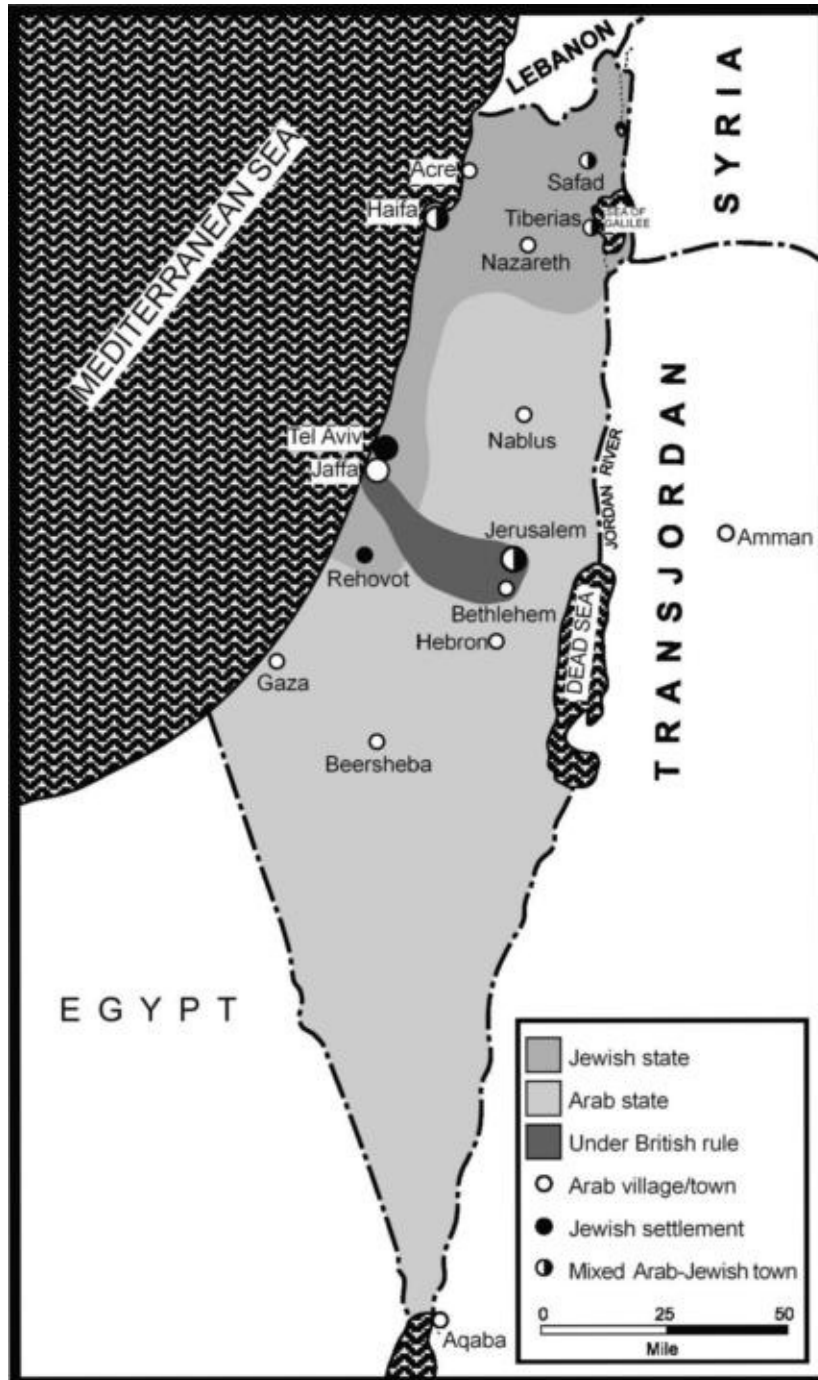 LEBANON
SYRIA
MEDITERRANEAN SEA
Acre
Safad
Haifa
Tiberias
SEA OF
GALILEE
Nazareth
TRANSJORDAN
Tel Aviv
Jaffa
Nablus
JORDAN RIVER
Jerusalem
Amman
Rehovot
Bethlehem
Hebron
DEAD SEA
Gaza
Beersheba
EGYPT
Jewish state
Arab state
Under British rule
Arab village/town
Jewish settlement
Mixed Arab-Jewish town
0 25 50
Mile
Aqaba